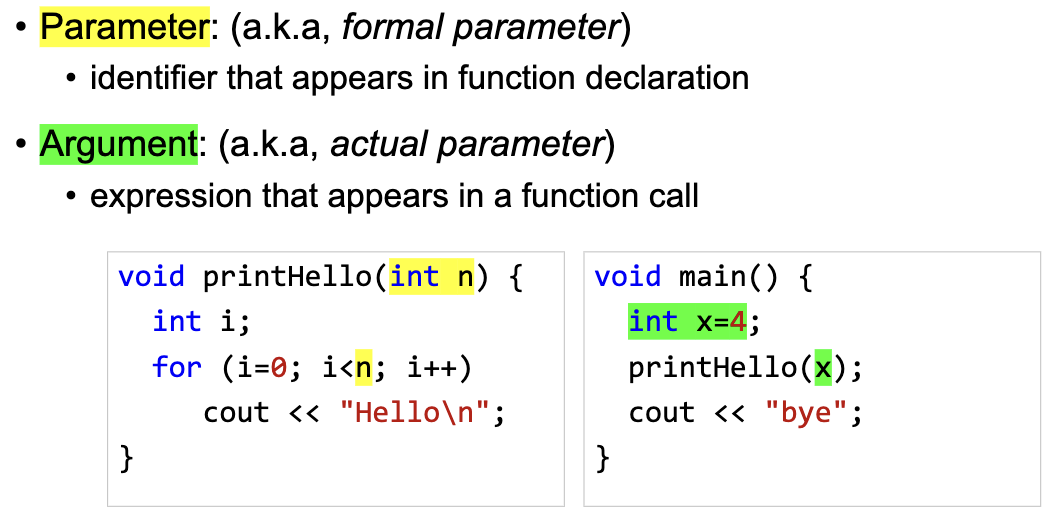 • Parameter: (a.k.a, formal parameter)
• identifier that appears in function declaration
• Argument: (a.k.a, actual parameter)
• expression that appears in a function call
void printHello(int n) {
  int i;
  for (i=0; i<n; i++)
     cout << "Hello\n";
}
void main() {
  int x=4;
  printHello(x);
  cout << "bye";
}